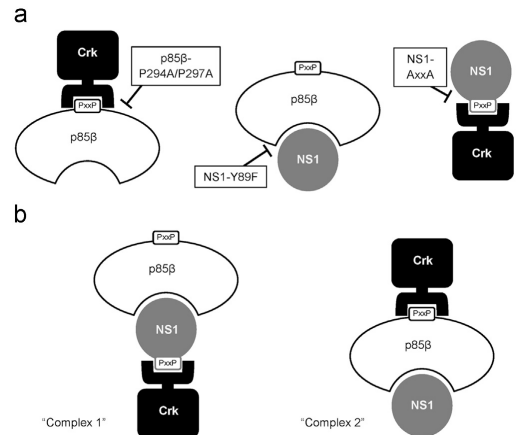 a
Crk
PxxP
p85β
p85β-
P294A/P297A
PxxP
p85β
NS1
NS1-Y89F
NS1-
AxxA
NS1
PxxP
Crk
b
PxxP
p85β
NS1
PxxP
Crk
"Complex 1"
Crk
PxxP
p85β
NS1
"Complex 2"